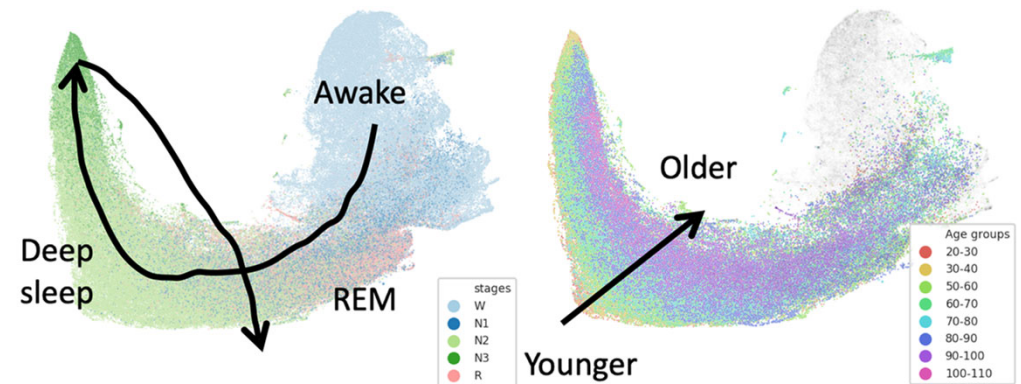 Awake
Deep
sleep
REM
stages
W
N1
N2
N3
R
Older
Younger
Age groups
20-30
30-40
50-60
60-70
70-80
80-90
90-100
100-110